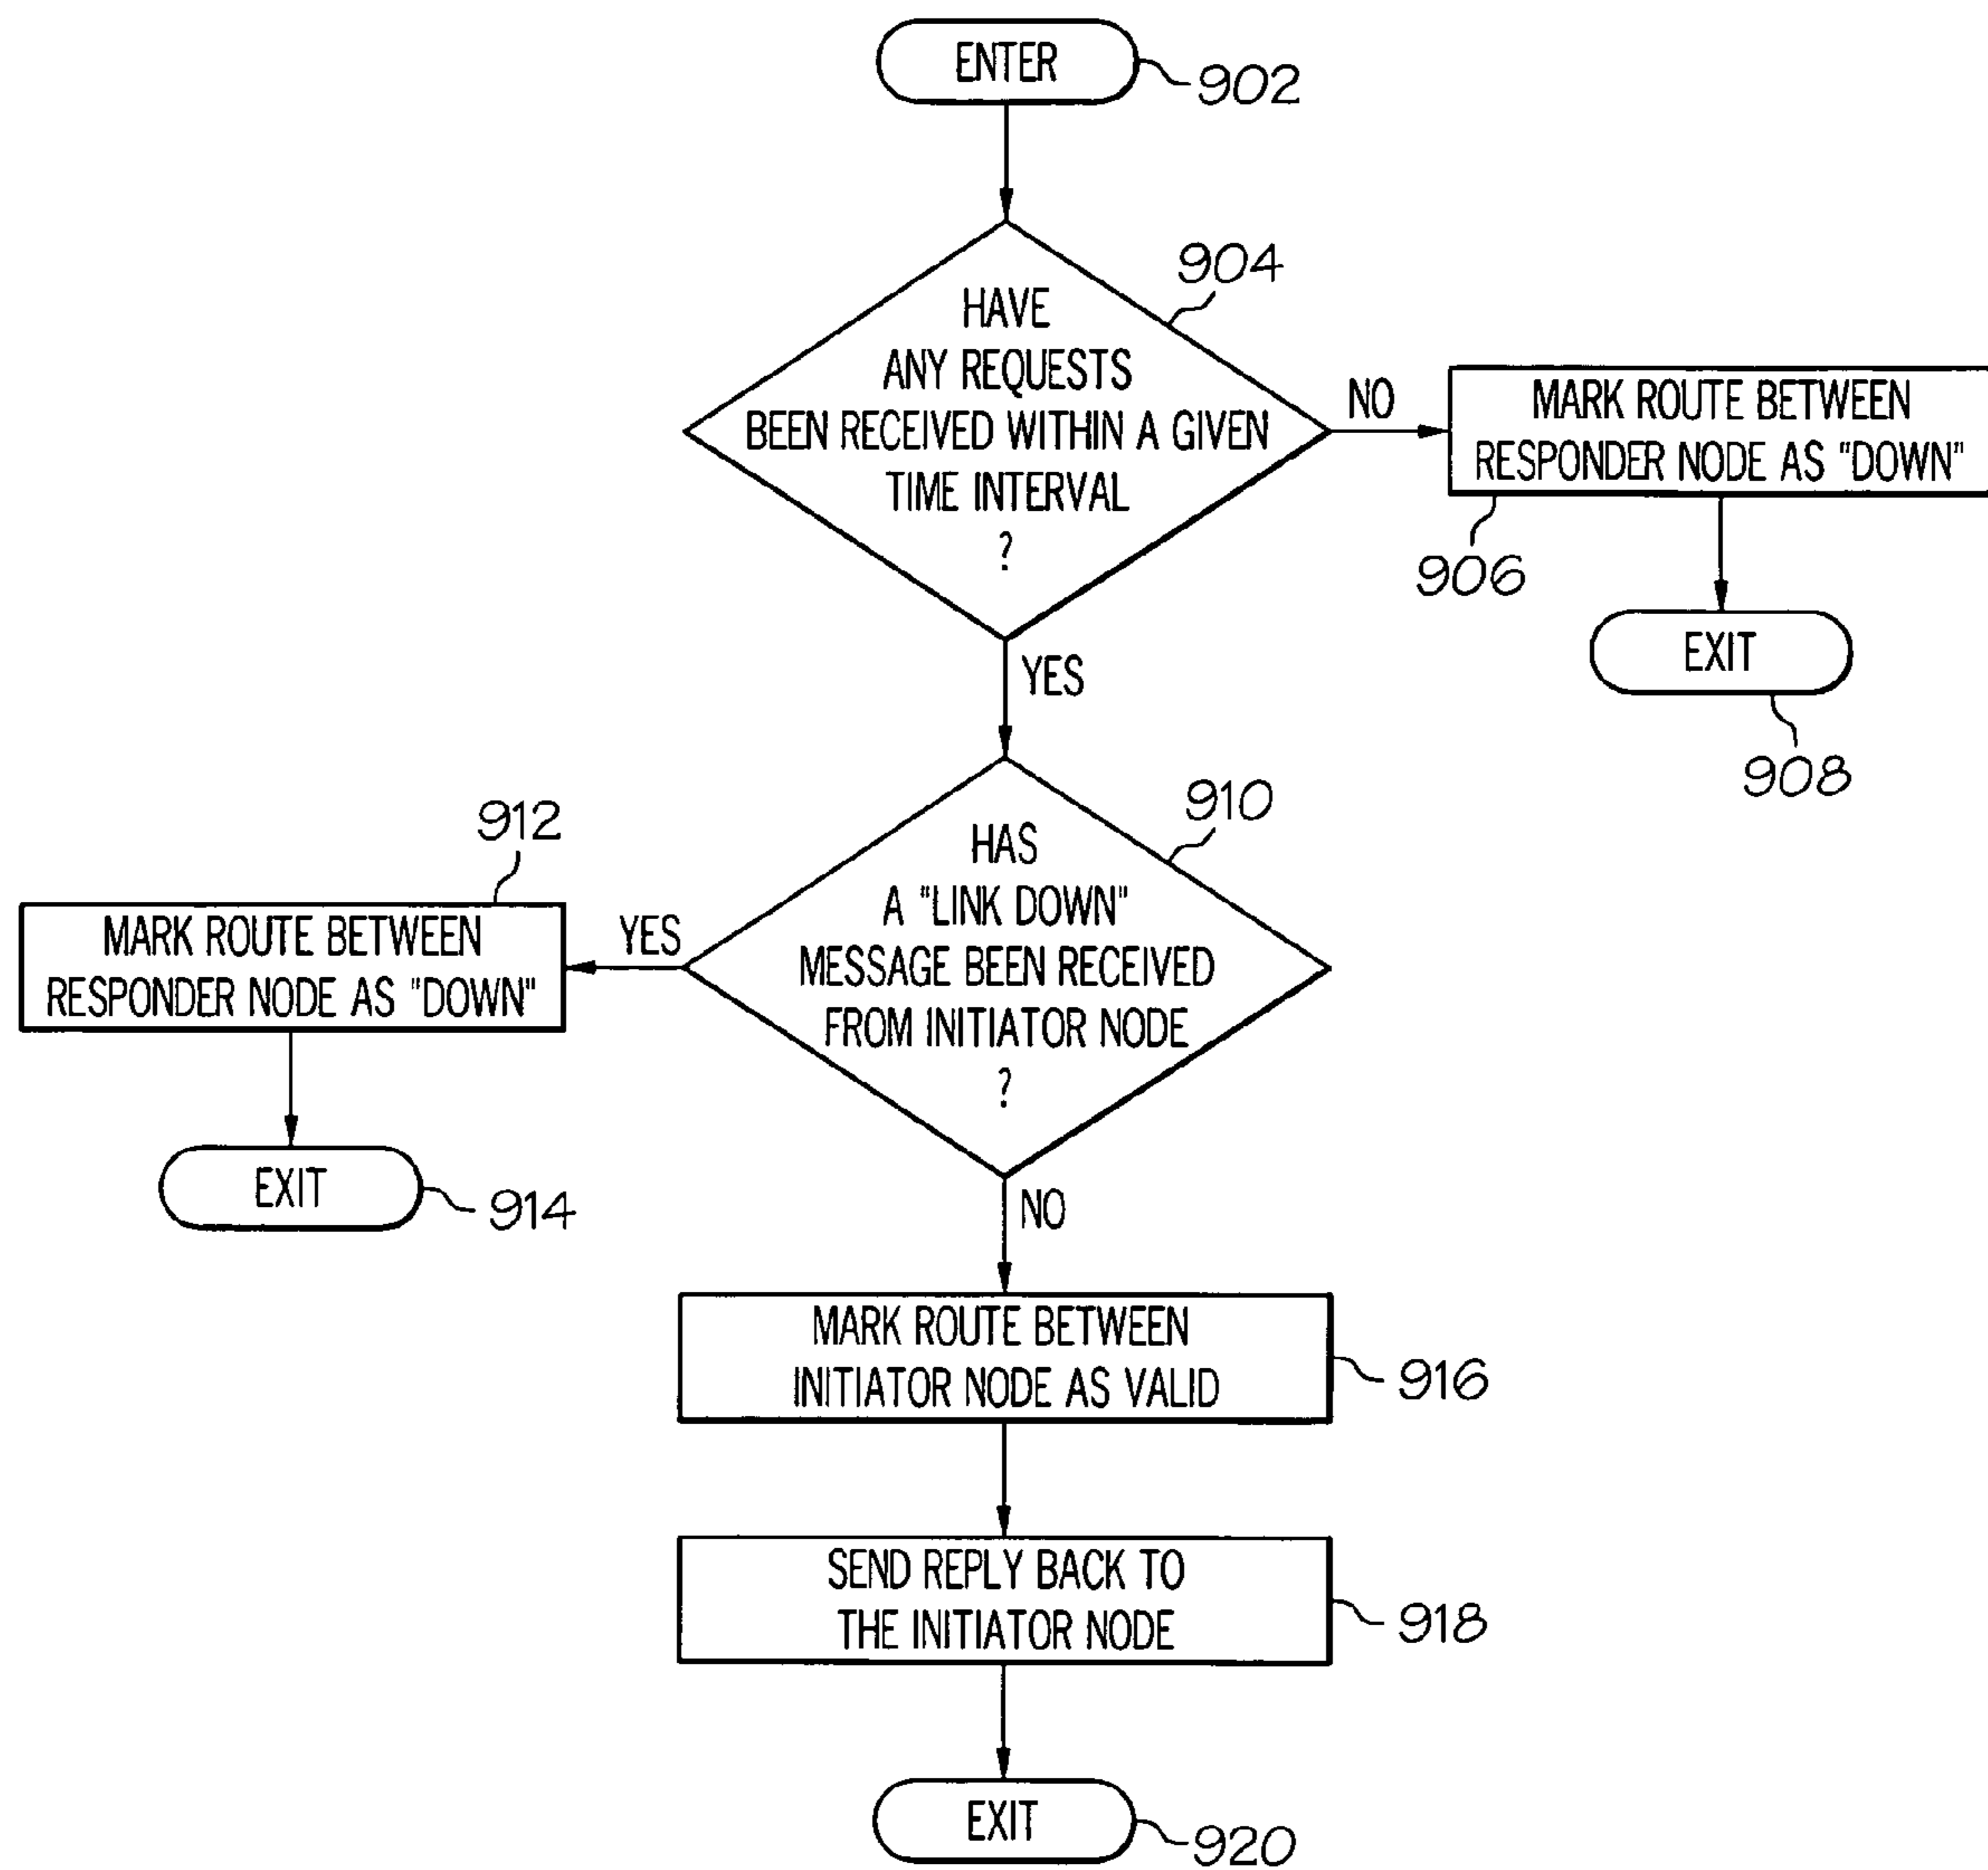 ENTER
902
904
HAVE
ANY REQUESTS
BEEN RECEIVED WITHIN A GIVEN
TIME INTERVAL
?
NO
MARK ROUTE BETWEEN
RESPONDER NODE AS "DOWN"
906
EXIT
908
YES
910
HAS
A "LINK DOWN"
MESSAGE BEEN RECEIVED
FROM INITIATOR NODE
?
YES
912
MARK ROUTE BETWEEN
RESPONDER NODE AS "DOWN"
EXIT
914
NO
MARK ROUTE BETWEEN
INITIATOR NODE AS VALID
916
SEND REPLY BACK TO
THE INITIATOR NODE
918
EXIT
920